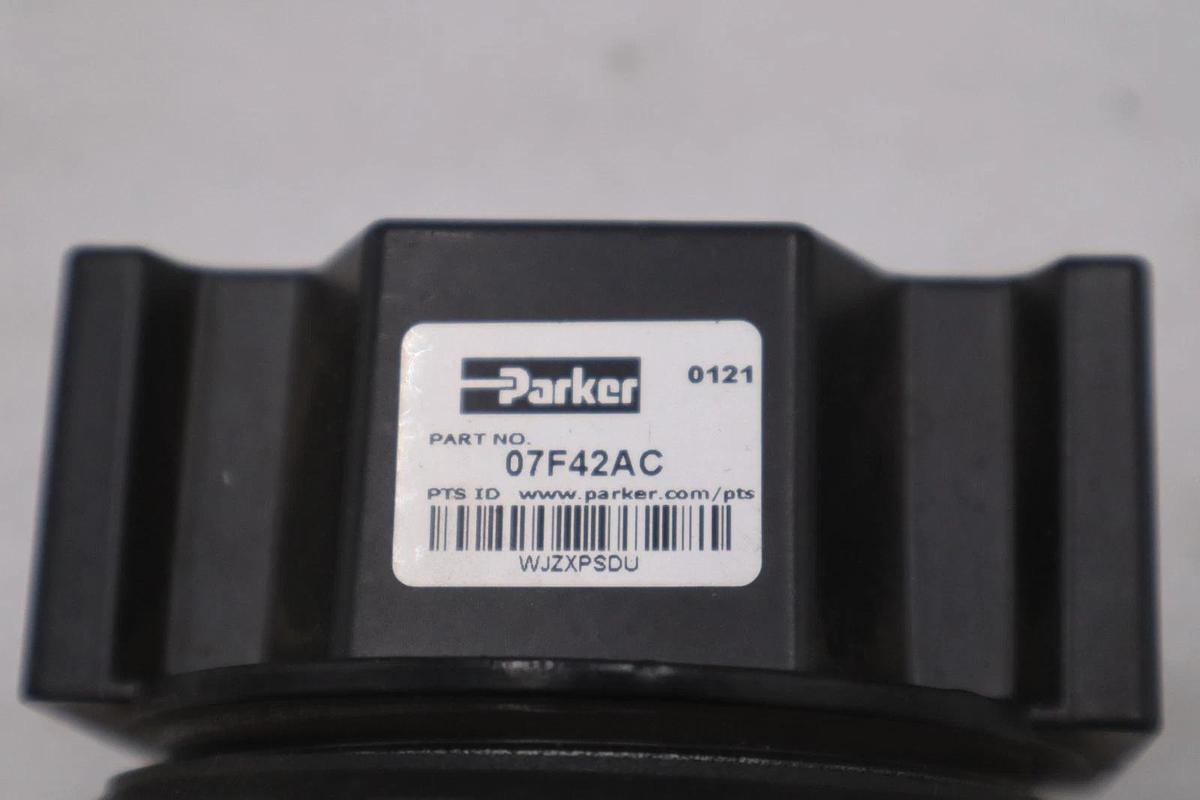 Parker 0121
PART NO.
07F42AC
PTS ID www.parker.com/pts
WJZXPSDU